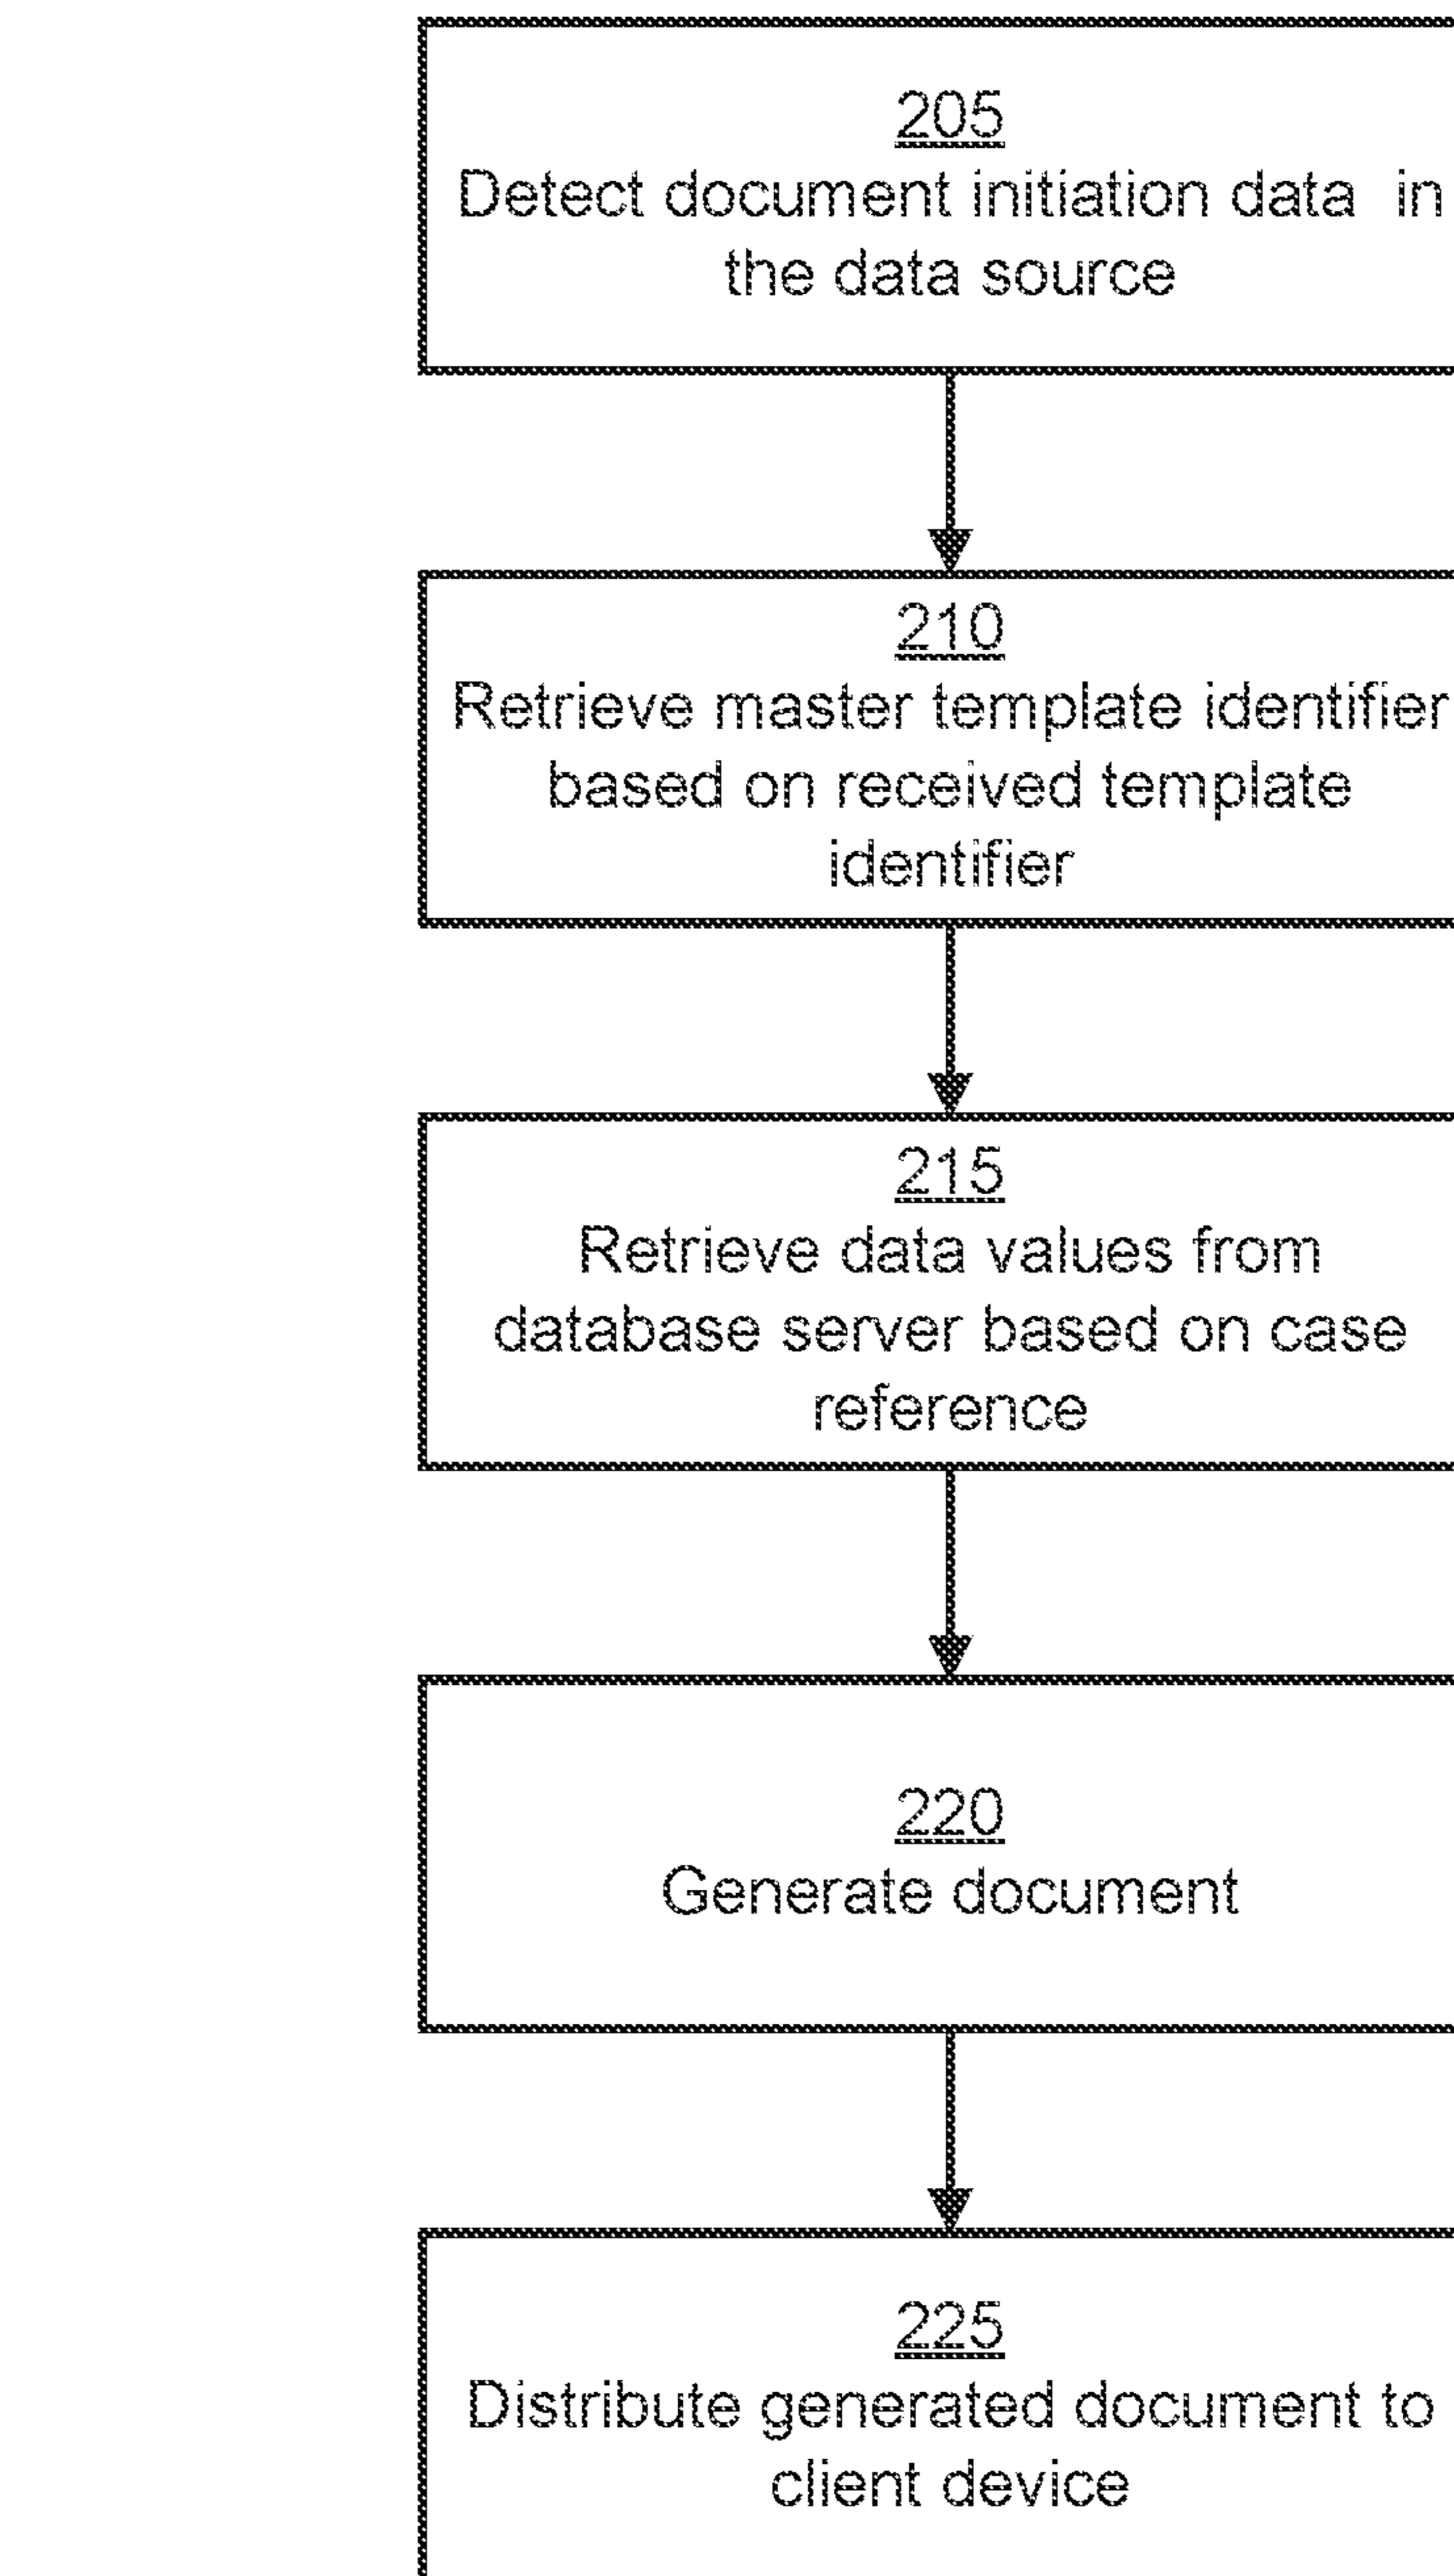 205
Detect document initiation data in
the data source
210
Retrieve master template identifier
based on received template
identifier
215
Retrieve data values from
database server based on case
reference
220
Generate document
225
Distribute generated document to
client device